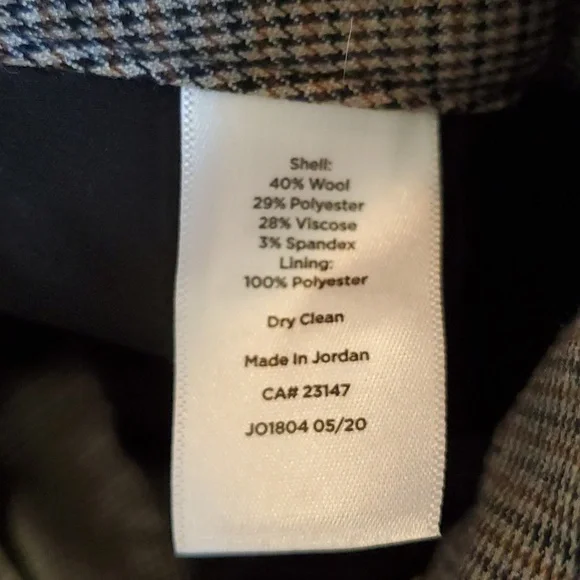 Shell:
40% Wool
29% Polyester
28% Viscose
3% Spandex
Lining:
100% Polyester
Dry Clean
Made In Jordan
CA# 23147
JO1804 05/20